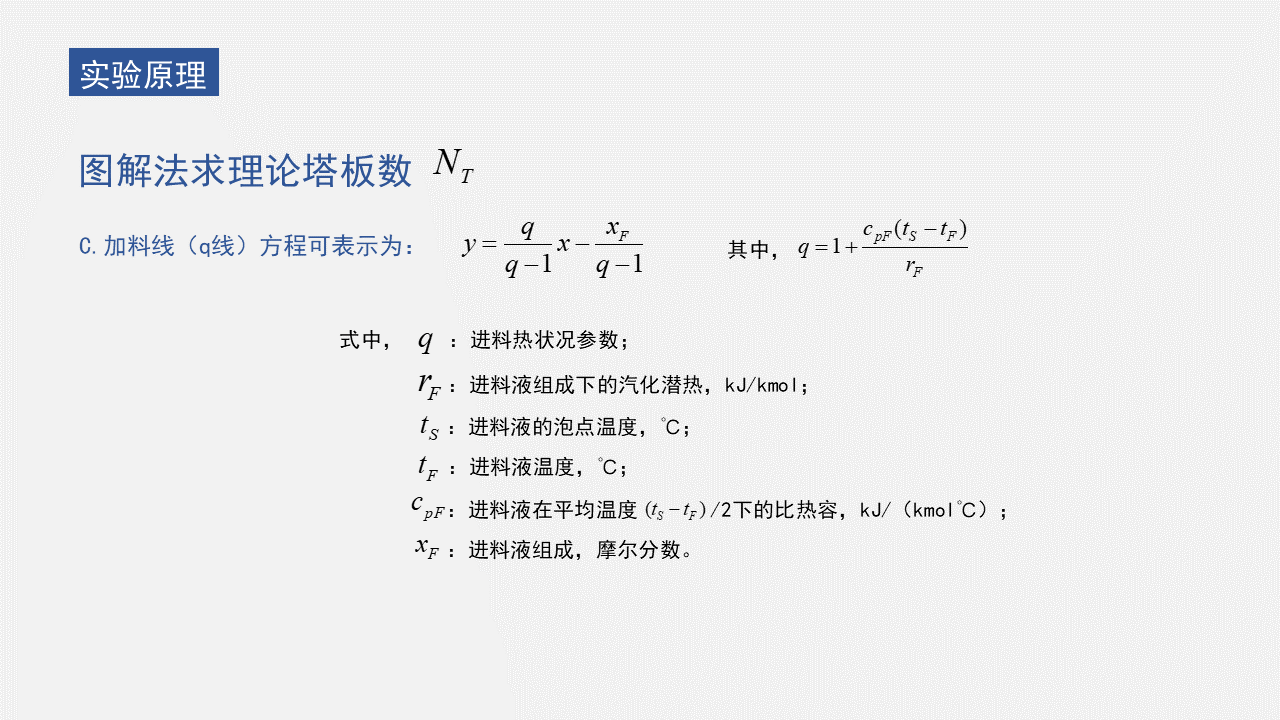 实验原理
图解法求理论塔板数 N_T
C.加料线（q线）方程可表示为： y = \frac{q}{q-1}x - \frac{x_F}{q-1} 其中， q = 1 + \frac{c_{pF}(t_S - t_F)}{r_F}
式中， q ：进料热状况参数；
r_F ：进料液组成下的汽化潜热，kJ/kmol；
t_S ：进料液的泡点温度，℃；
t_F ：进料液温度，℃；
c_{pF} ：进料液在平均温度 (t_S - t_F)/2下的比热容，kJ/（kmol℃）；
x_F ：进料液组成，摩尔分数。